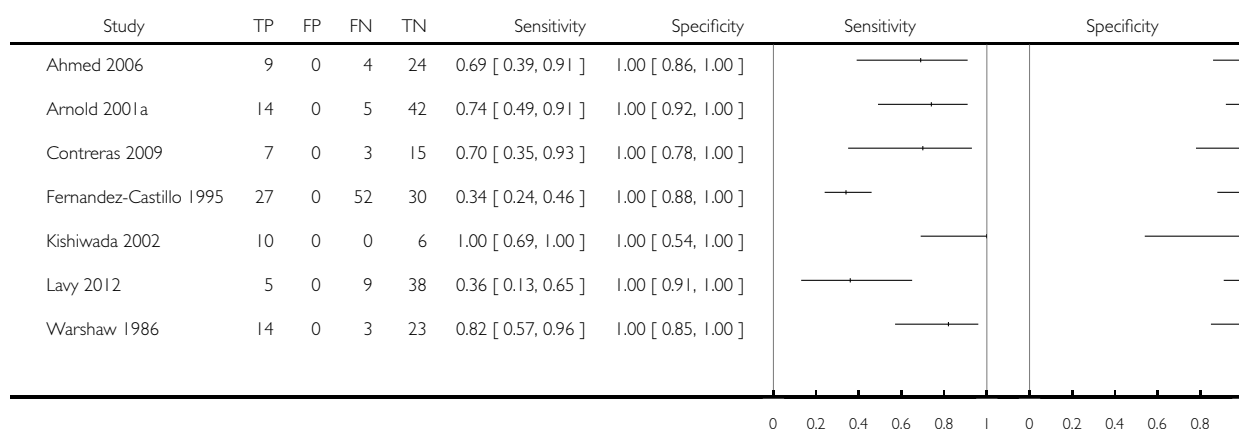 Study TP FP FN TN Sensitivity Specificity Sensitivity Specificity
Ahmed 2006 9 0 4 24 0.69 [ 0.39, 0.91 ] 1.00 [ 0.86, 1.00 ]
Arnold 2001a 14 0 5 42 0.74 [ 0.49, 0.91 ] 1.00 [ 0.92, 1.00 ]
Contreras 2009 7 0 3 15 0.70 [ 0.35, 0.93 ] 1.00 [ 0.78, 1.00 ]
Fernandez-Castillo 1995 27 0 52 30 0.34 [ 0.24, 0.46 ] 1.00 [ 0.88, 1.00 ]
Kishiwada 2002 10 0 0 6 1.00 [ 0.69, 1.00 ] 1.00 [ 0.54, 1.00 ]
Lavy 2012 5 0 9 38 0.36 [ 0.13, 0.65 ] 1.00 [ 0.91, 1.00 ]
Warshaw 1986 14 0 3 23 0.82 [ 0.57, 0.96 ] 1.00 [ 0.85, 1.00 ]
0 0.2 0.4 0.6 0.8 1 0 0.2 0.4 0.6 0.8